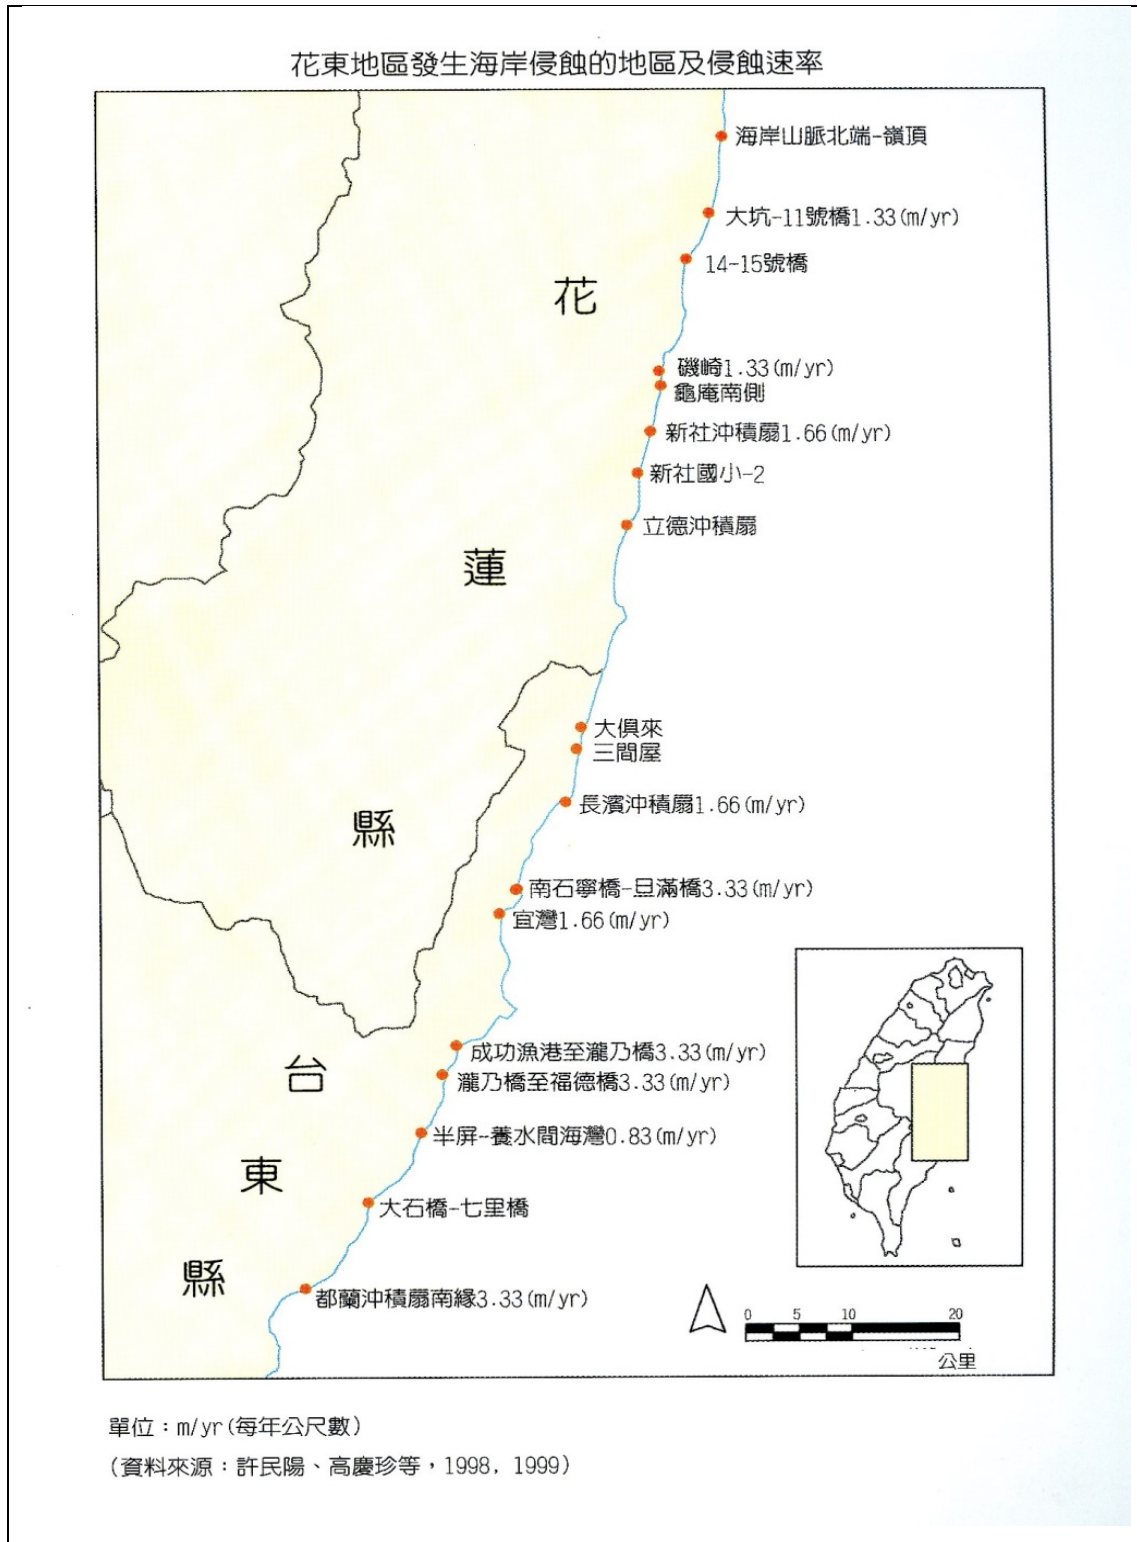 花東地區發生海岸侵蝕的地區及侵蝕速率
海岸山脈北端-嶺頂
大坑-11號橋1.33(m/yr)
14-15號橋
花
磯崎1.33(m/yr)
龜庵南側
新社沖積扇1.66(m/yr)
新社國小-2
立德沖積扇
蓮
大俱來
三間屋
長濱沖積扇1.66(m/yr)
縣
南石寧橋-旦滿橋3.33(m/yr)
宜灣1.66(m/yr)
成功漁港至瀧乃橋3.33(m/yr)
台
瀧乃橋至福德橋3.33(m/yr)
半屏-養水間海灣0.83(m/yr)
東
大石橋-七里橋
縣
都蘭沖積扇南緣3.33(m/yr)
0 5 10 20
公里
單位：m/yr(每年公尺數)
(資料來源：許民陽、高慶珍等，1998, 1999)